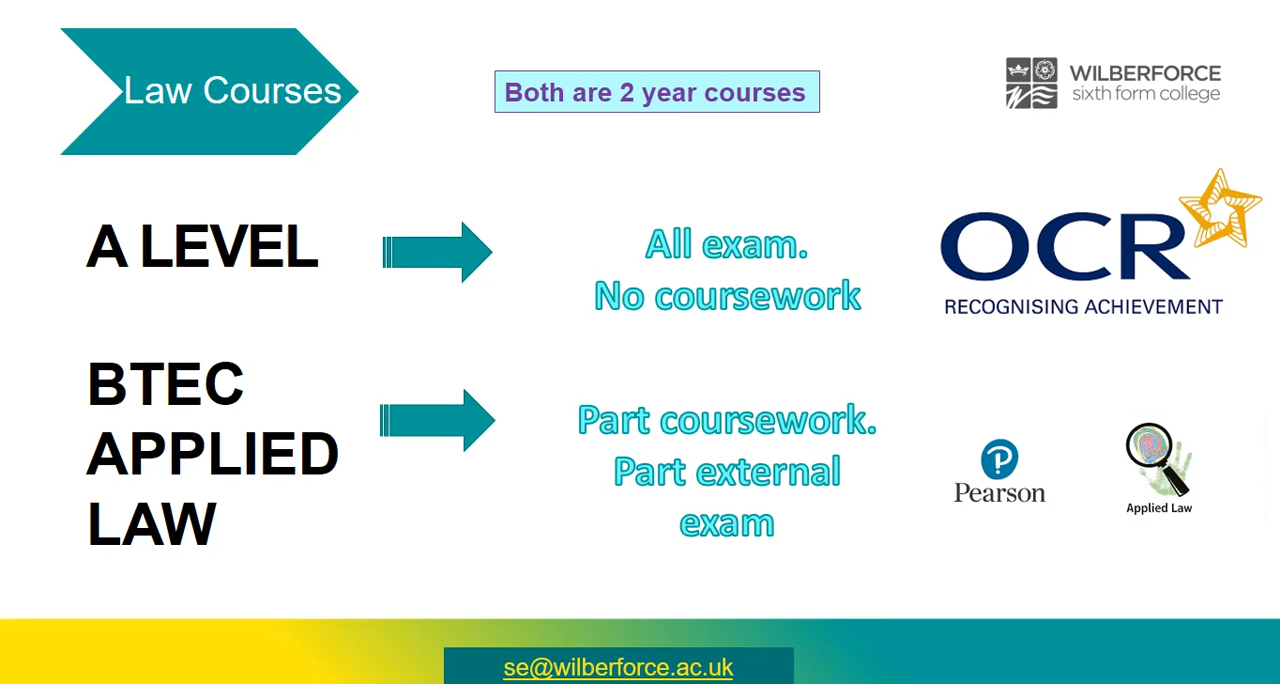 Law Courses
Both are 2 year courses
WILBERFORCE
sixth form college
A LEVEL
All exam.
No coursework
OCR
RECOGNISING ACHIEVEMENT
BTEC
APPLIED
LAW
Part coursework.
Part external
exam
Pearson
Applied Law
se@wilberforce.ac.uk